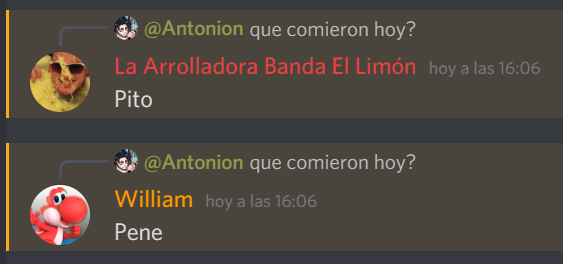 @Antonion que comieron hoy?
La Arrolladora Banda El Limón hoy a las 16:06
Pito
@Antonion que comieron hoy?
William hoy a las 16:06
Pene